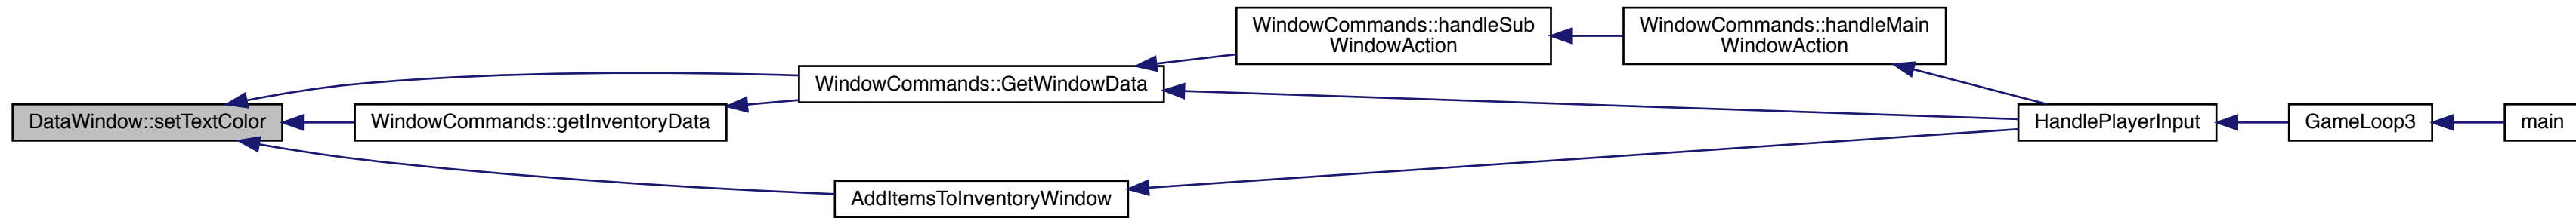 DataWindow::setTextColor
WindowCommands::getInventoryData
WindowCommands::GetWindowData
AddItemsToInventoryWindow
WindowCommands::handleSub
WindowAction
WindowCommands::handleMain
WindowAction
HandlePlayerInput
GameLoop3
main